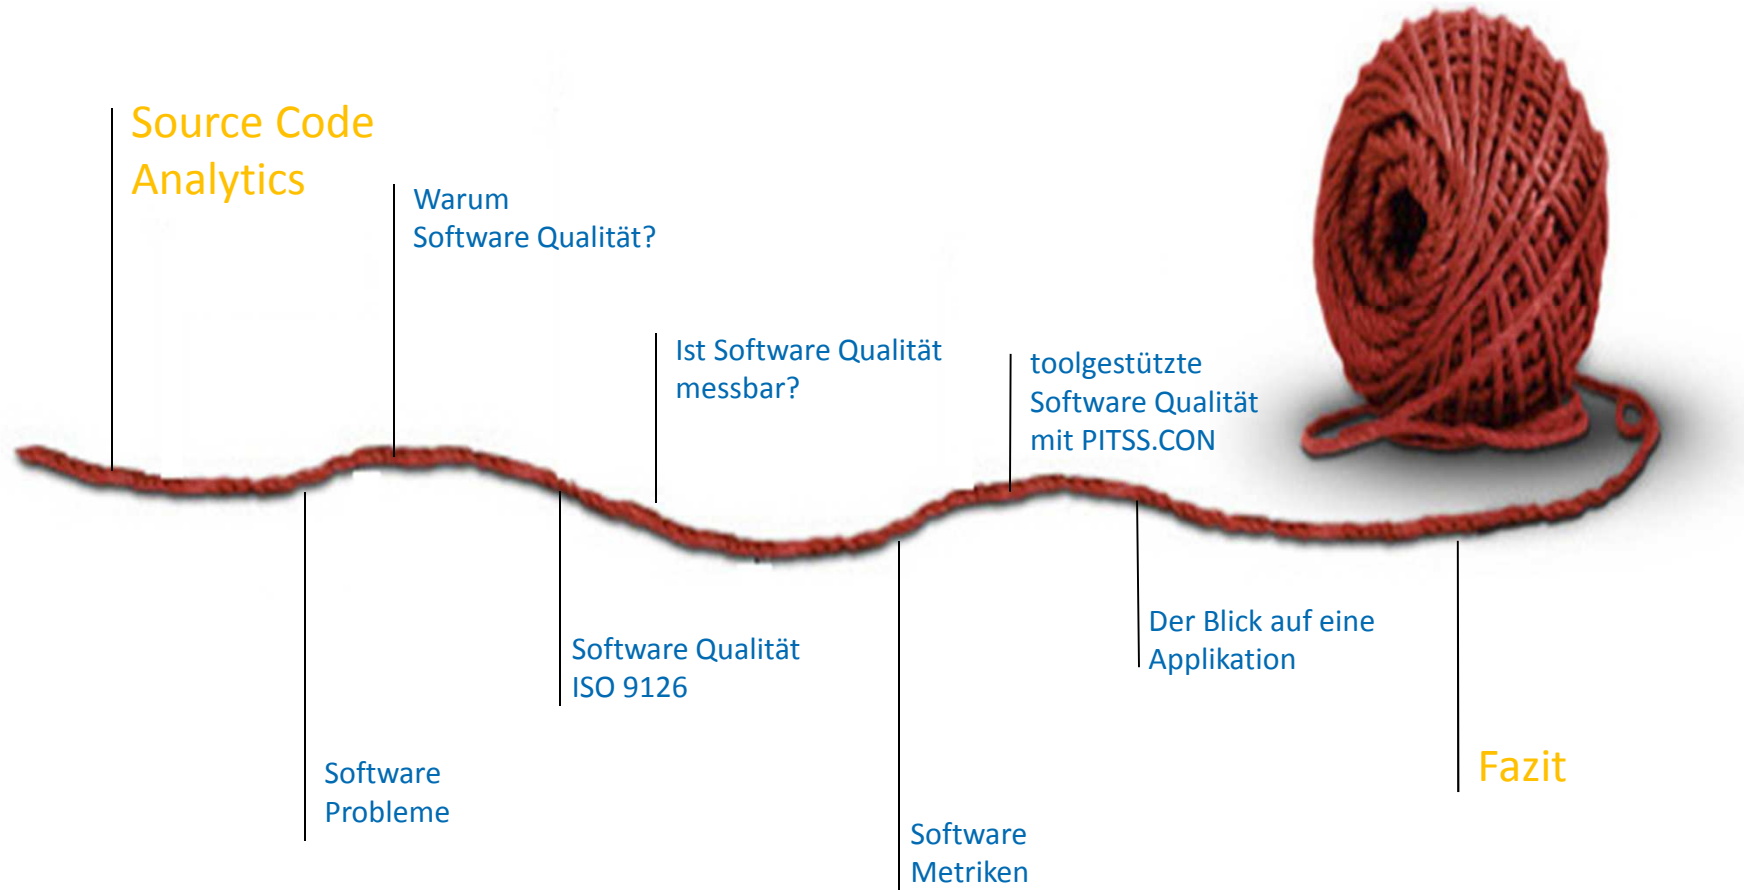 Source Code
Analytics
Software
Probleme
Warum
Software Qualität?
Software Qualität
ISO 9126
Ist Software Qualität
messbar?
Software
Metriken
toolgestützte
Software Qualität
mit PITSS.CON
Der Blick auf eine
Applikation
Fazit